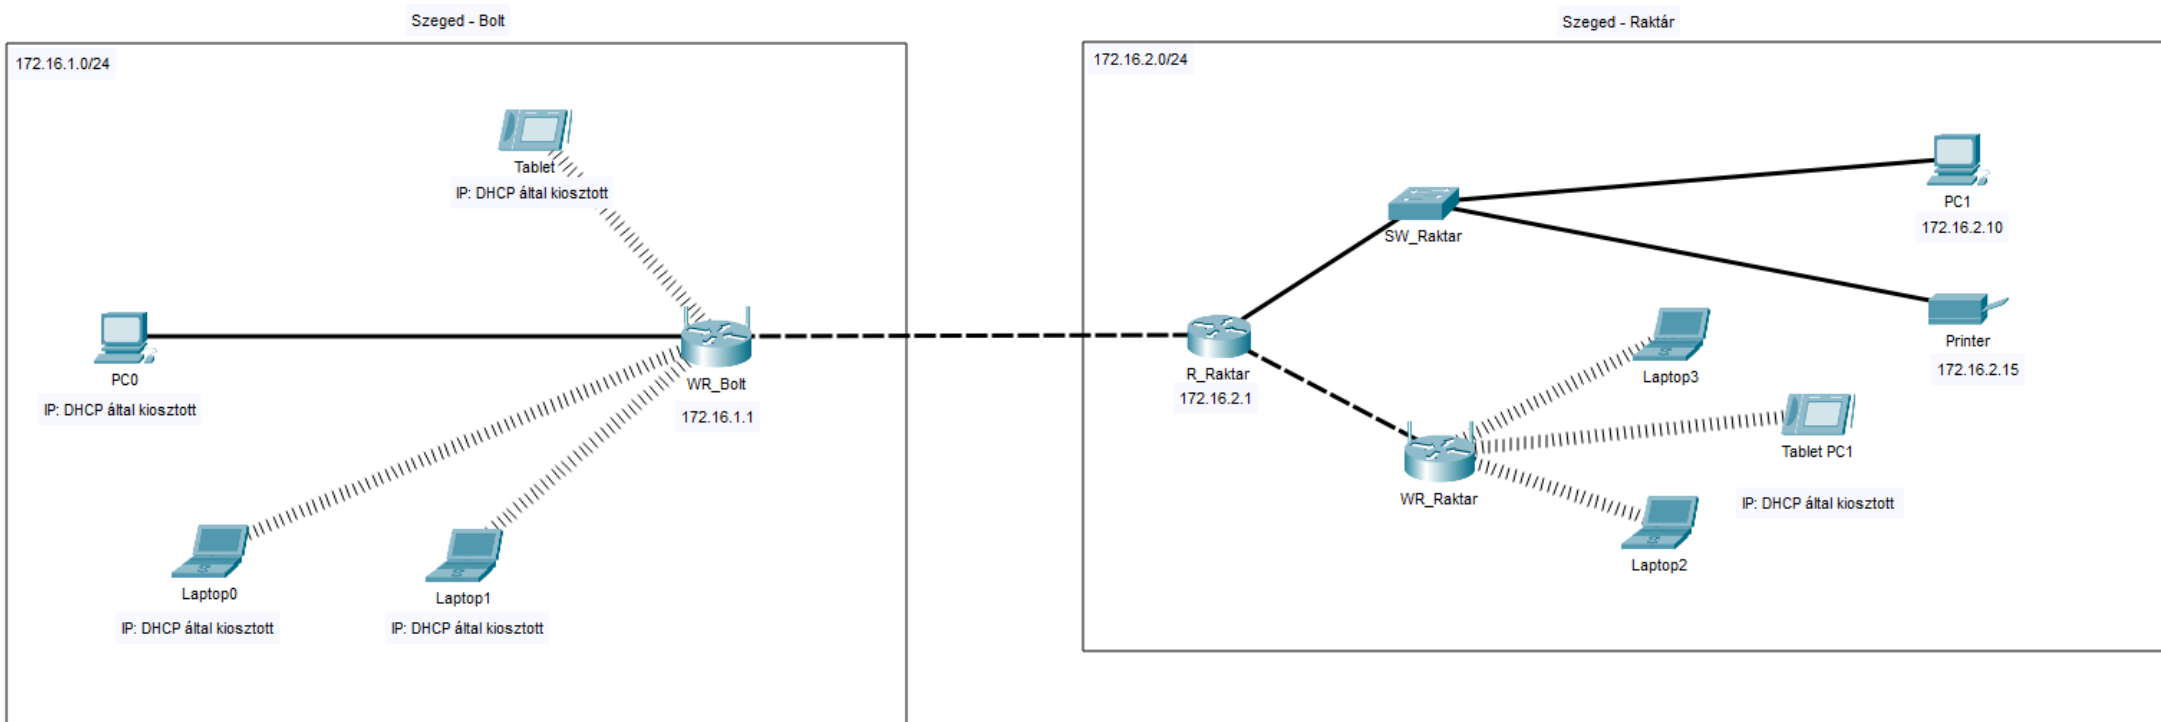 Szeged - Bolt
172.16.1.0/24
Tablet
IP: DHCP által kiosztott
PC0
IP: DHCP által kiosztott
WR_Bolt
172.16.1.1
Laptop0
IP: DHCP által kiosztott
Laptop1
IP: DHCP által kiosztott
Szeged - Raktár
172.16.2.0/24
SW_Raktar
PC1
172.16.2.10
Printer
172.16.2.15
R_Raktar
172.16.2.1
Laptop3
Tablet PC1
IP: DHCP által kiosztott
WR_Raktar
Laptop2